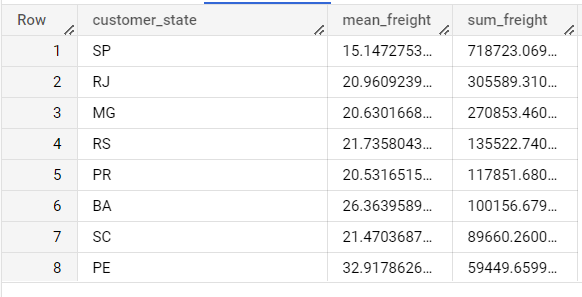 Row customer_state mean_freight sum_freight
1 SP 15.1472753... 718723.069...
2 RJ 20.9609239... 305589.310...
3 MG 20.6301668... 270853.460...
4 RS 21.7358043... 135522.740...
5 PR 20.5316515... 117851.680...
6 BA 26.3639589... 100156.679...
7 SC 21.4703687... 89660.2600...
8 PE 32.9178626... 59449.6599...